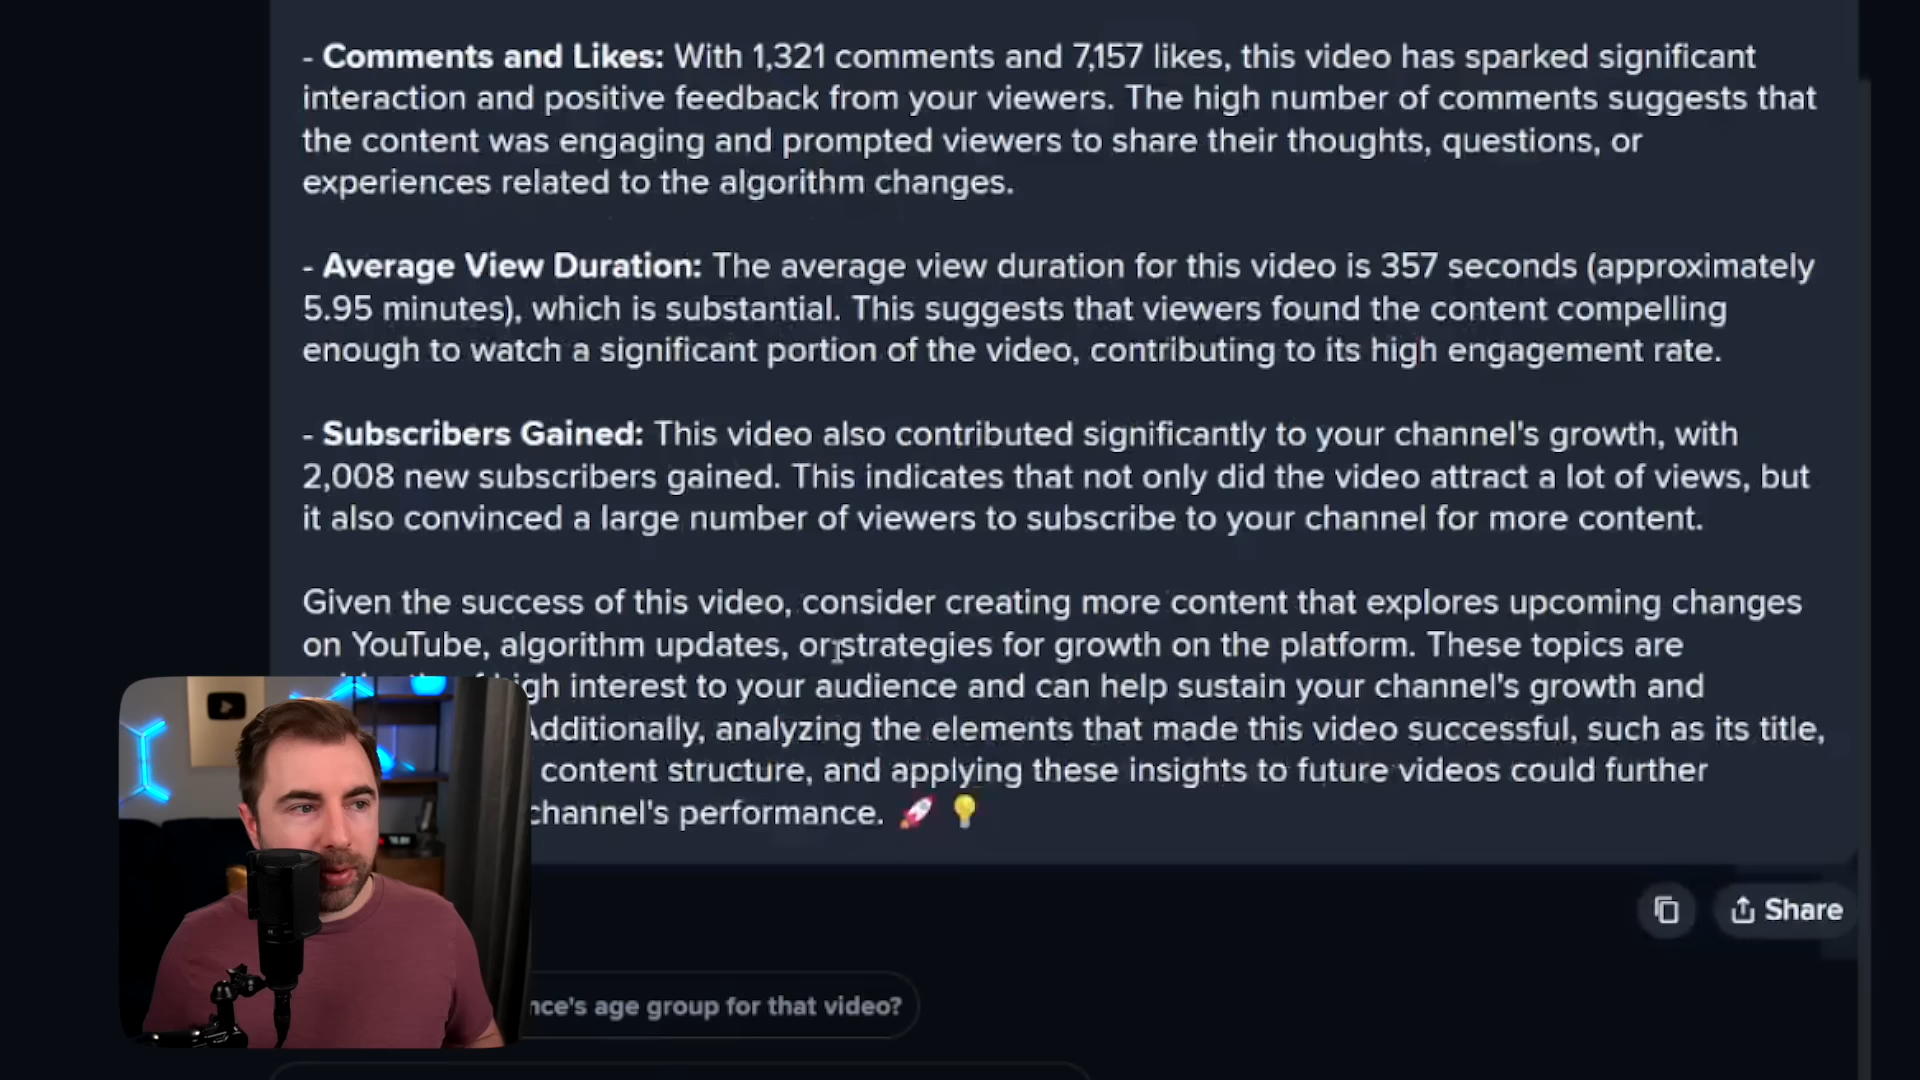 - Comments and Likes: With 1,321 comments and 7,157 likes, this video has sparked significant
interaction and positive feedback from your viewers. The high number of comments suggests that
the content was engaging and prompted viewers to share their thoughts, questions, or
experiences related to the algorithm changes.
- Average View Duration: The average view duration for this video is 357 seconds (approximately
5.95 minutes), which is substantial. This suggests that viewers found the content compelling
enough to watch a significant portion of the video, contributing to its high engagement rate.
- Subscribers Gained: This video also contributed significantly to your channel's growth, with
2,008 new subscribers gained. This indicates that not only did the video attract a lot of views, but
it also convinced a large number of viewers to subscribe to your channel for more content.
Given the success of this video, consider creating more content that explores upcoming changes
on YouTube, algorithm updates, or strategies for growth on the platform. These topics are
interest to your audience and can help sustain your channel's growth and
Additionally, analyzing the elements that made this video successful, such as its title,
content structure, and applying these insights to future videos could further
channel's performance. 🚀 💡
Share
age group for that video?